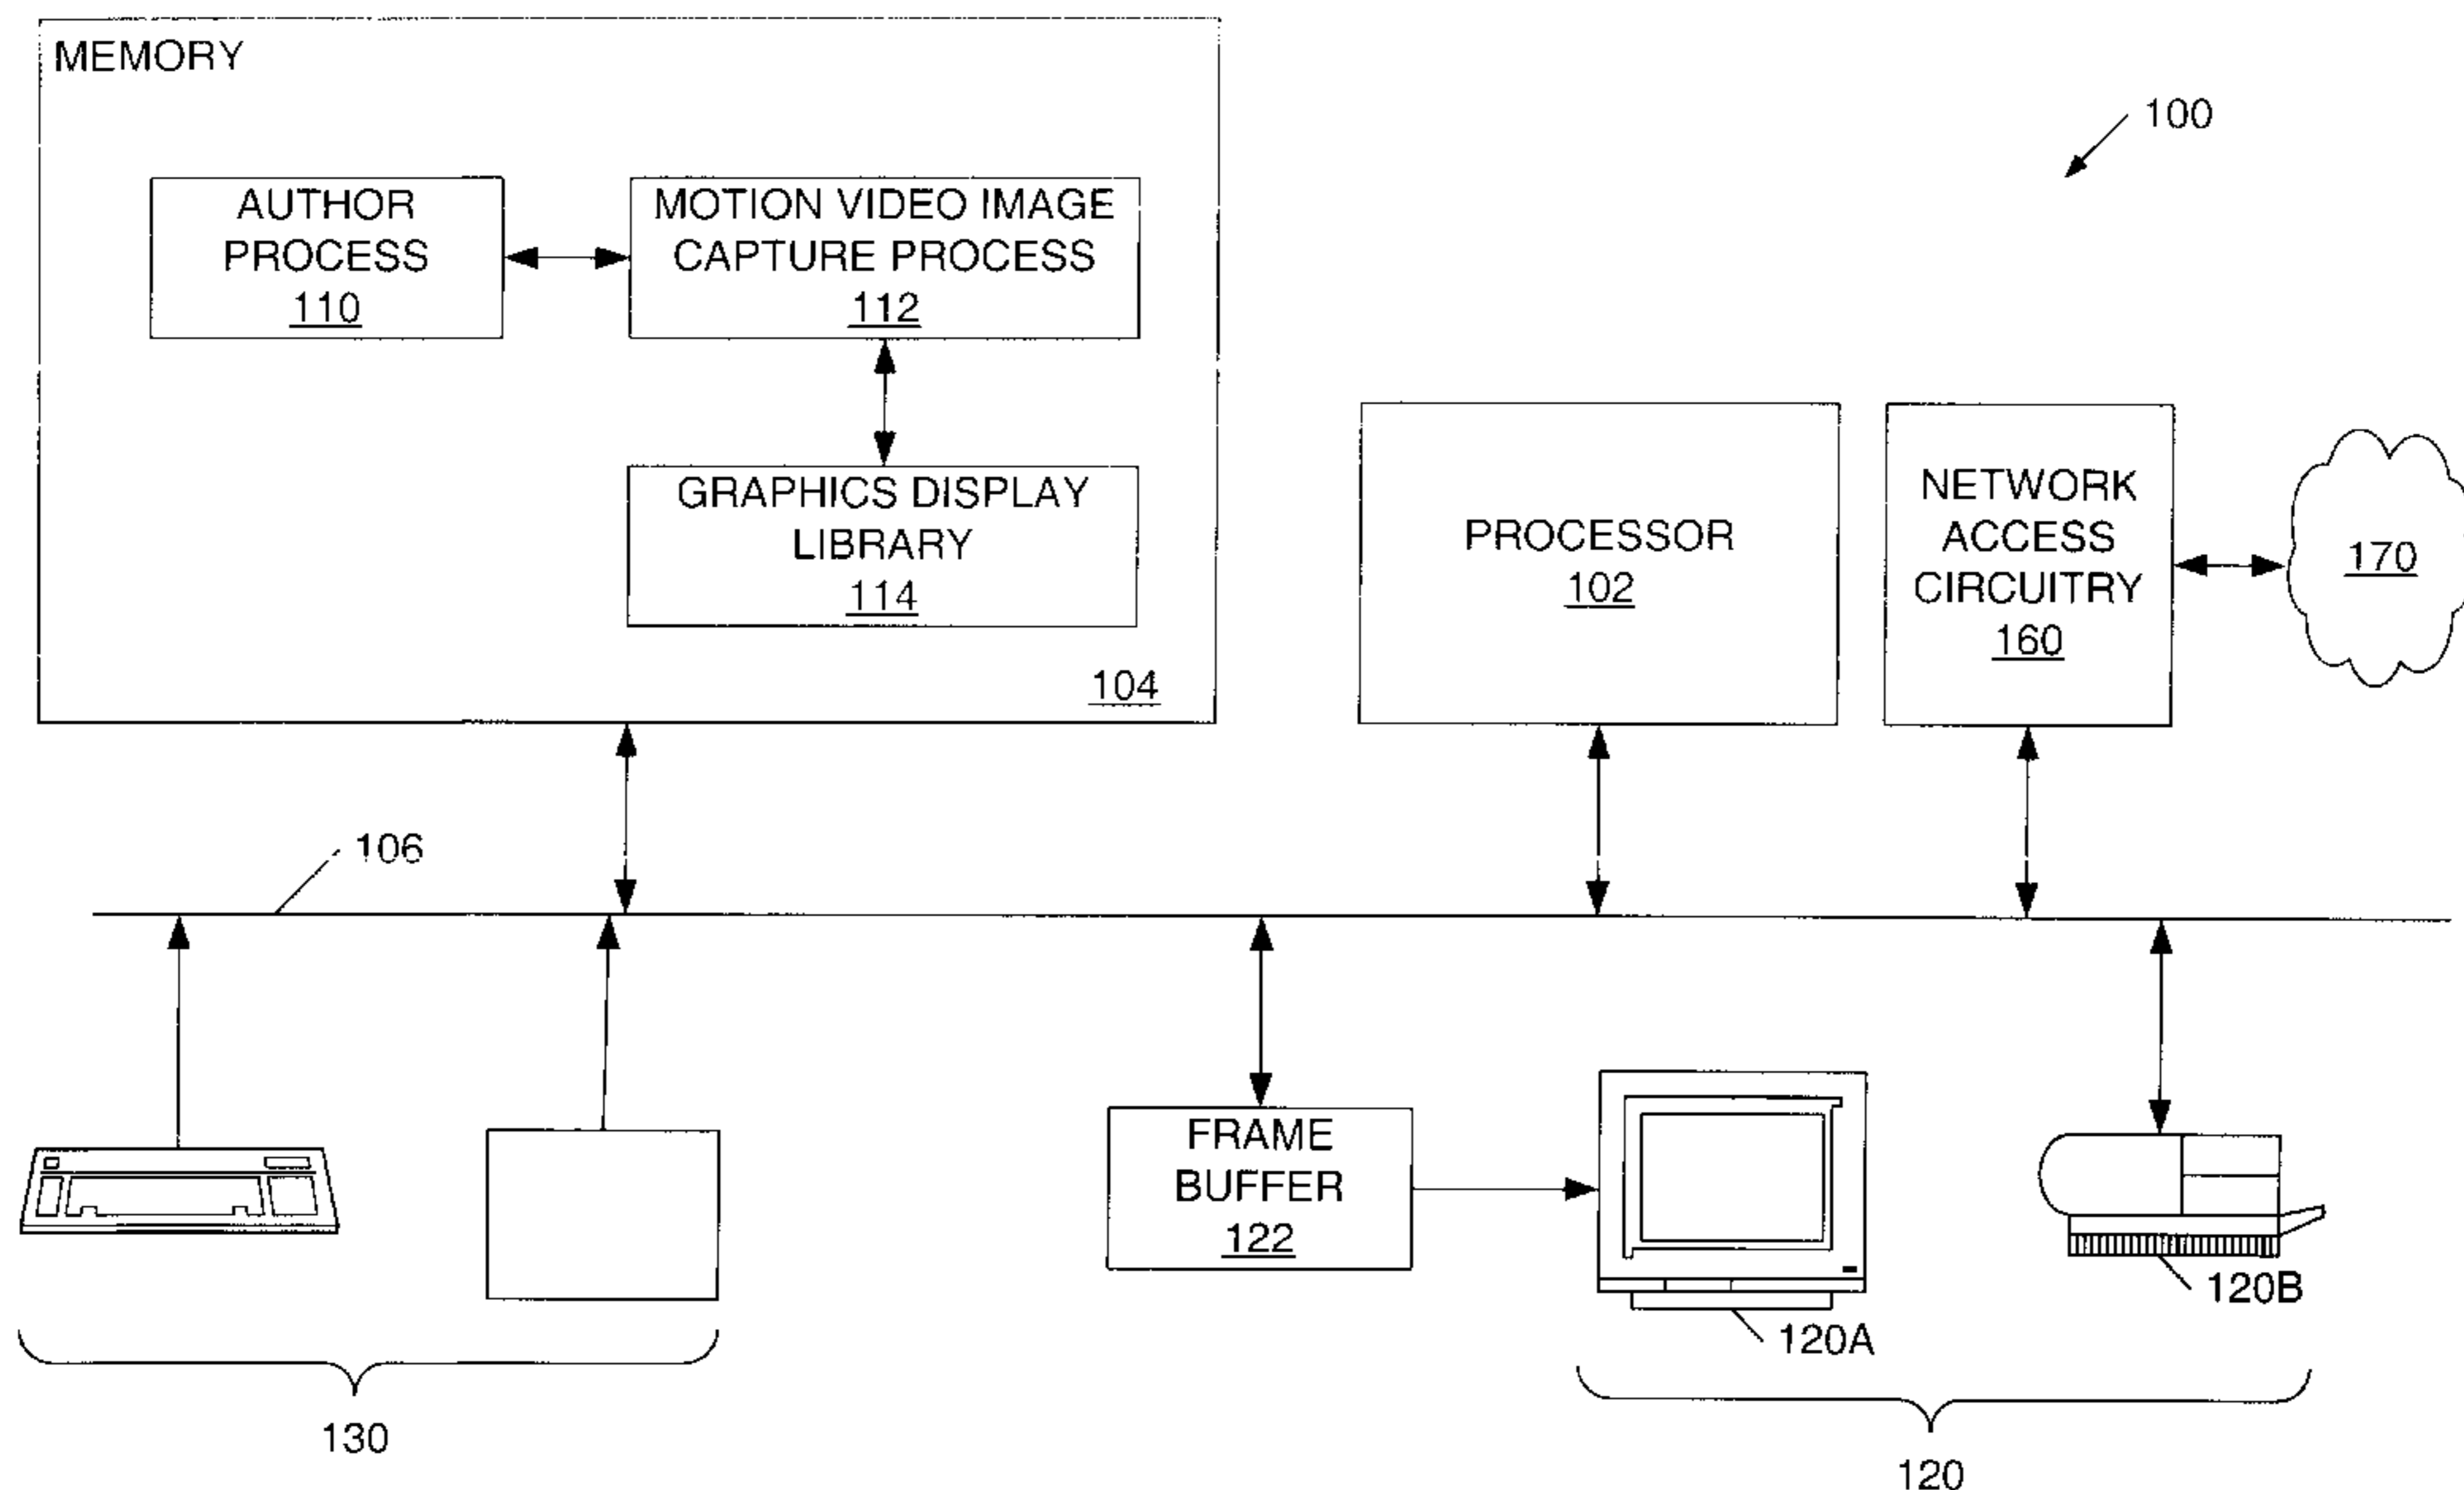 MEMORY
100
AUTHOR
PROCESS
110
MOTION VIDEO IMAGE
CAPTURE PROCESS
112
GRAPHICS DISPLAY
LIBRARY
114
104
PROCESSOR
102
NETWORK
ACCESS
CIRCUITRY
160
170
106
FRAME
BUFFER
122
120A
120B
130
120